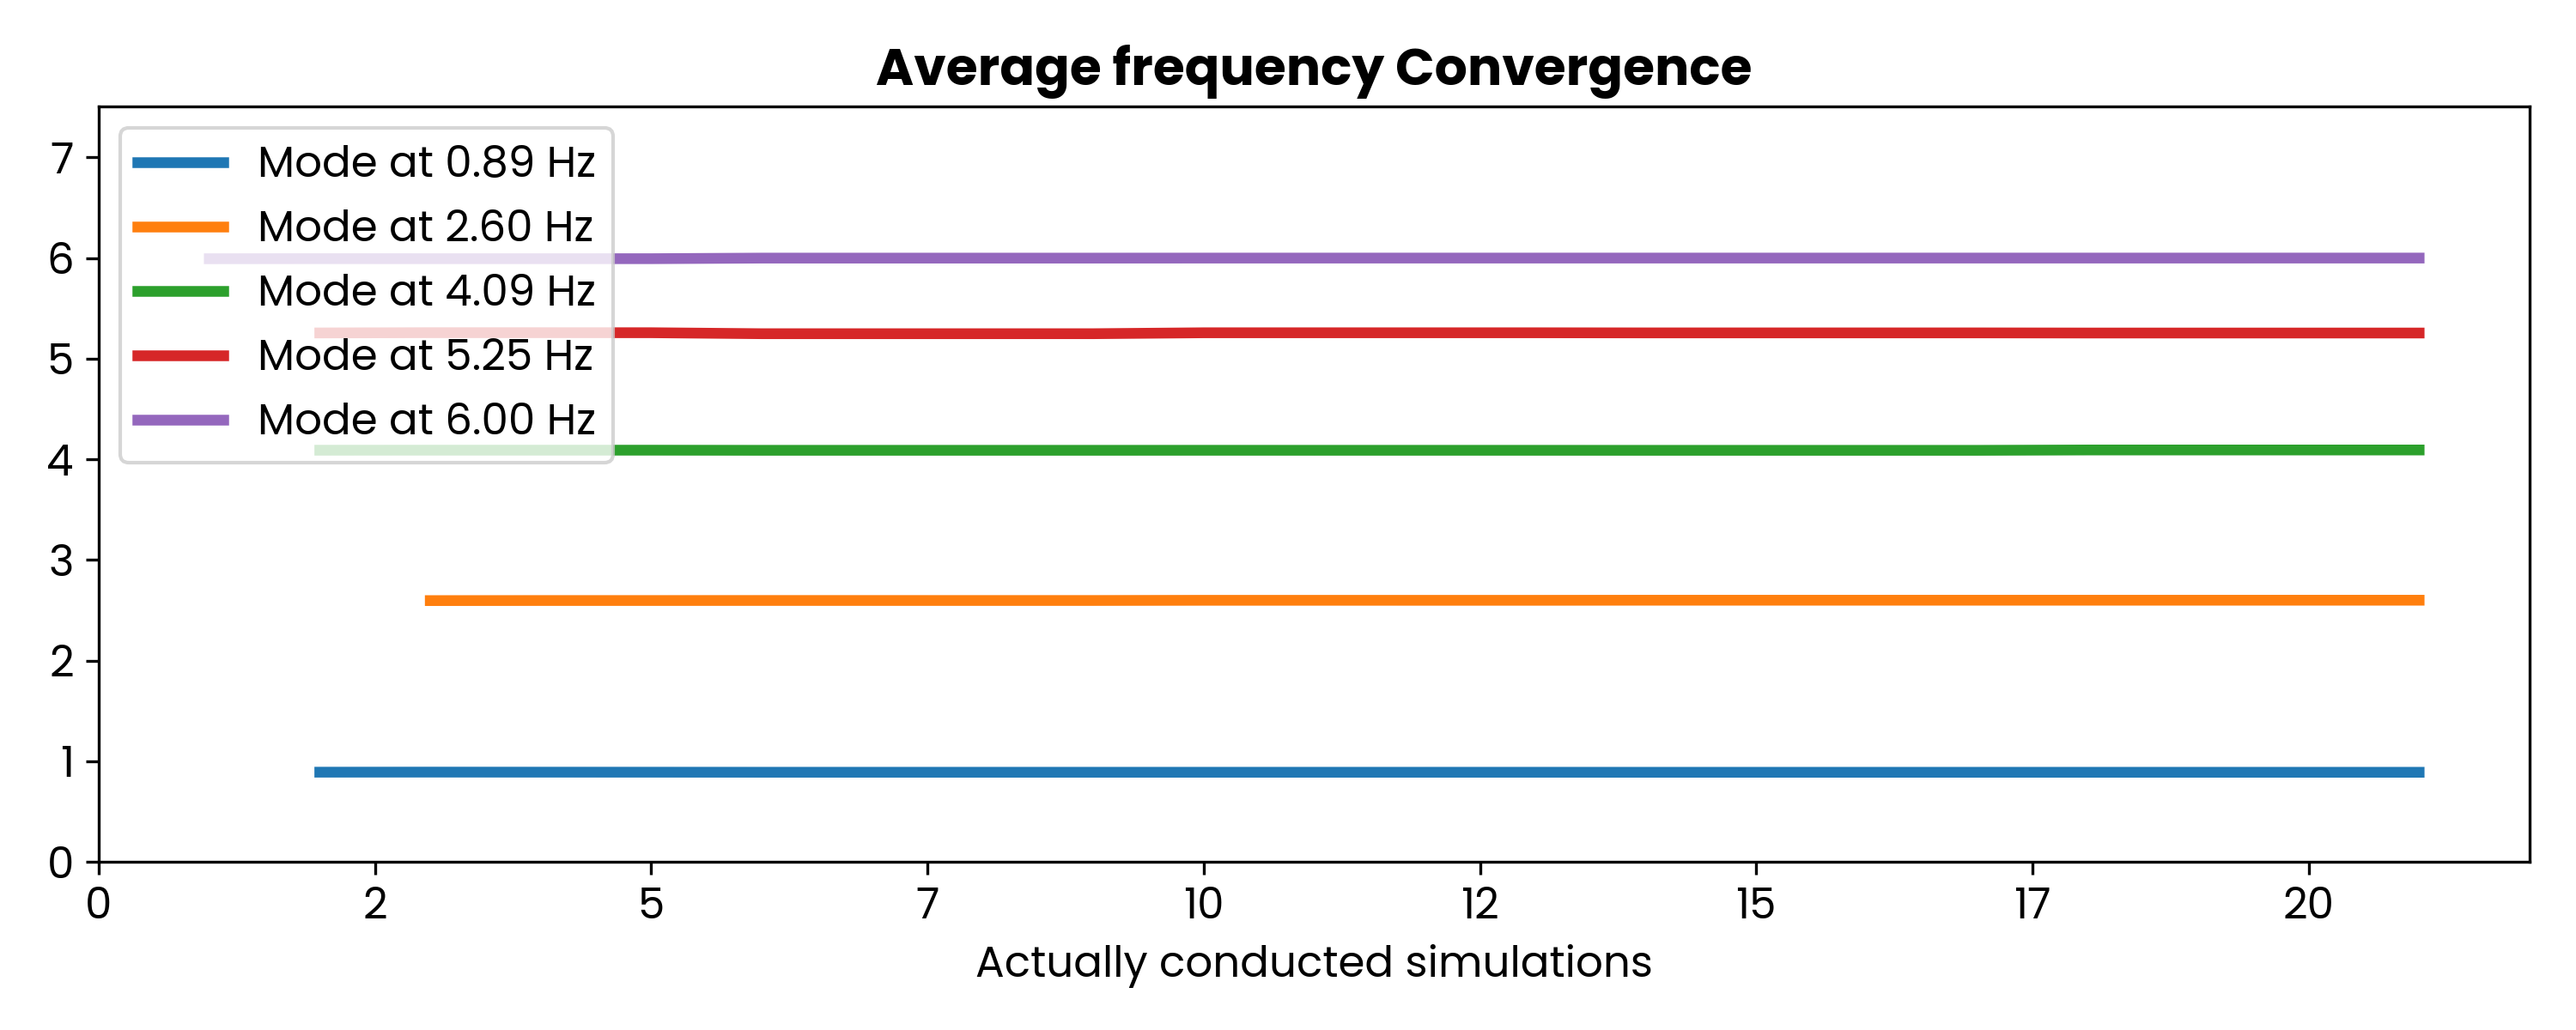 Average frequency Convergence
7
6
5
4
3
2
1
0
Mode at 0.89 Hz
Mode at 2.60 Hz
Mode at 4.09 Hz
Mode at 5.25 Hz
Mode at 6.00 Hz
0 2 5 7 10 12 15 17 20
Actually conducted simulations